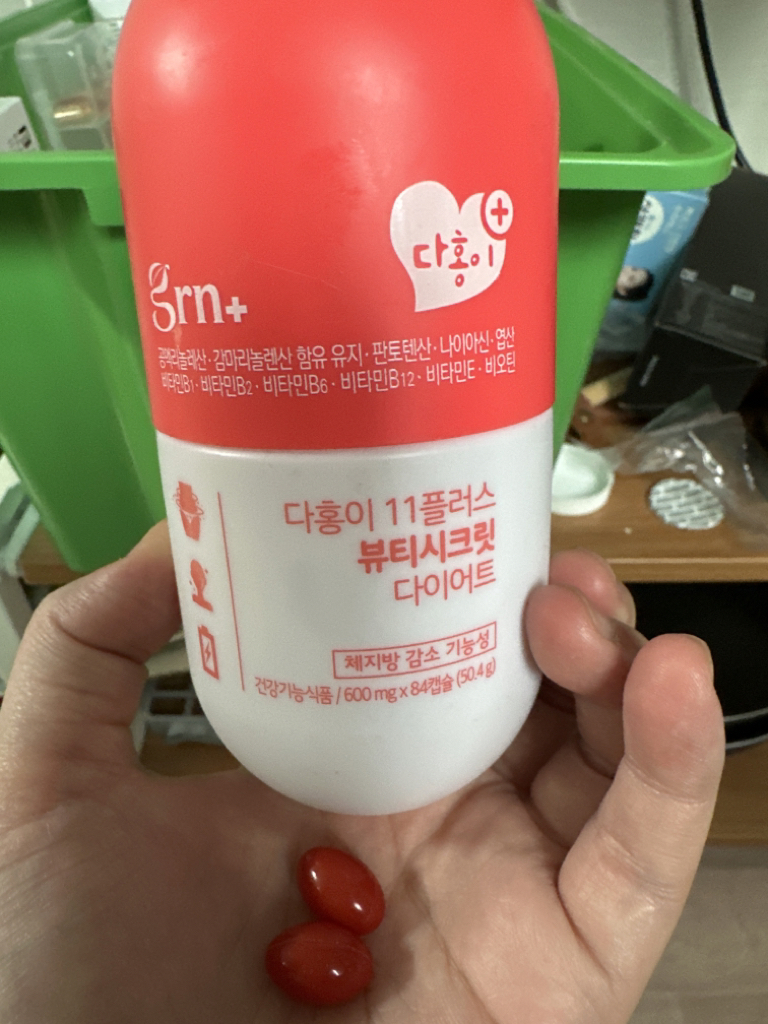 다홍이
grn+
공액리놀레산·감마리놀렌산 함유 유지·판토텐산·나이아신·엽산
비타민B1·비타민B2·비타민B6·비타민B12·비타민E·비오틴
다홍이 11플러스
뷰티시크릿
다이어트
체지방 감소 기능성
건강기능식품 / 600 mg x 84캡슐 (50.4 g)